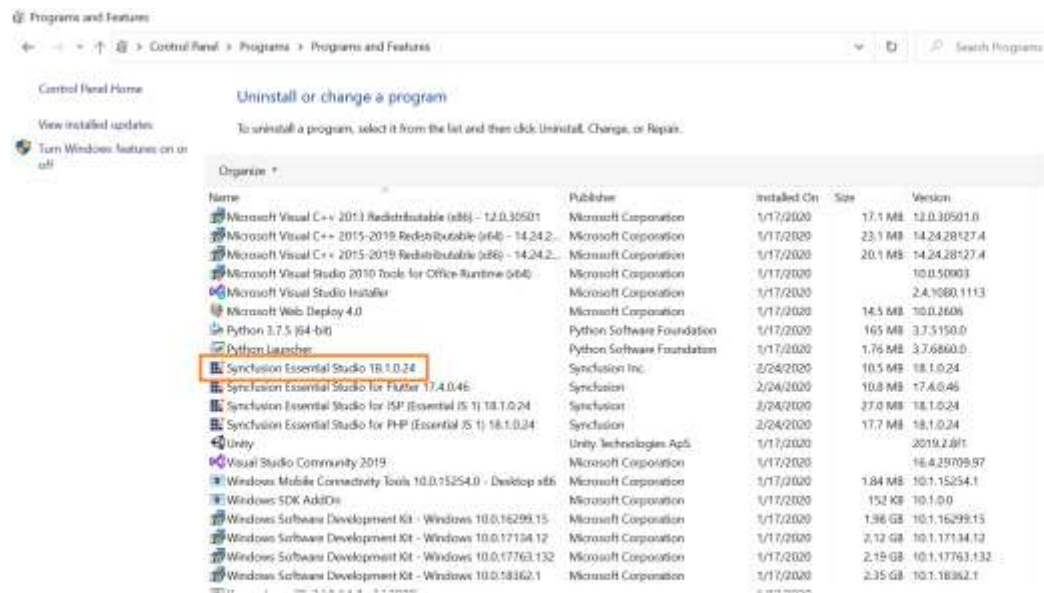 Programs and Features
Control Panel > Programs > Programs and Features
Search Programs
Control Panel Home
View installed updates
Turn Windows features on or off
Uninstall or change a program
To uninstall a program, select it from the list and then click Uninstall, Change, or Repair.
Organize
Name Publisher Installed On Size Version
Microsoft Visual C++ 2013 Redistributable (x86) - 12.0.30501 Microsoft Corporation 1/17/2020 17.1 MB 12.0.30501.0
Microsoft Visual C++ 2015-2019 Redistributable (x64) - 14.24.2... Microsoft Corporation 1/17/2020 23.1 MB 14.24.28127.4
Microsoft Visual C++ 2015-2019 Redistributable (x86) - 14.24.2... Microsoft Corporation 1/17/2020 20.1 MB 14.24.28127.4
Microsoft Visual Studio 2010 Tools for Office Runtime (x64) Microsoft Corporation 1/17/2020 10.0.50903
Microsoft Visual Studio Installer Microsoft Corporation 1/17/2020 2.4.1080.1113
Microsoft Web Deploy 4.0 Microsoft Corporation 1/17/2020 14.5 MB 10.0.2606
Python 3.7.5 (64-bit) Python Software Foundation 1/17/2020 165 MB 3.7.5150.0
Python Launcher Python Software Foundation 1/17/2020 1.76 MB 3.7.6860.0
Syncfusion Essential Studio 18.1.0.24 Syncfusion Inc. 2/24/2020 10.5 MB 18.1.0.24
Syncfusion Essential Studio for Flutter 17.4.0.46 Syncfusion 2/24/2020 10.8 MB 17.4.0.46
Syncfusion Essential Studio for JSP (Essential JS 1) 18.1.0.24 Syncfusion 2/24/2020 27.0 MB 18.1.0.24
Syncfusion Essential Studio for PHP (Essential JS 1) 18.1.0.24 Syncfusion 2/24/2020 17.7 MB 18.1.0.24
Unity Unity Technologies ApS 1/17/2020 2019.2.8f1
Visual Studio Community 2019 Microsoft Corporation 1/17/2020 16.4.29709.97
Windows Mobile Connectivity Tools 10.0.15254.0 - Desktop x86 Microsoft Corporation 1/17/2020 1.84 MB 10.1.15254.1
Windows SDK AddOn Microsoft Corporation 1/17/2020 152 KB 10.1.0.0
Windows Software Development Kit - Windows 10.0.16299.15 Microsoft Corporation 1/17/2020 1.98 GB 10.1.16299.15
Windows Software Development Kit - Windows 10.0.17134.12 Microsoft Corporation 1/17/2020 2.12 GB 10.1.17134.12
Windows Software Development Kit - Windows 10.0.17763.132 Microsoft Corporation 1/17/2020 2.19 GB 10.1.17763.132
Windows Software Development Kit - Windows 10.0.18362.1 Microsoft Corporation 1/17/2020 2.35 GB 10.1.18362.1